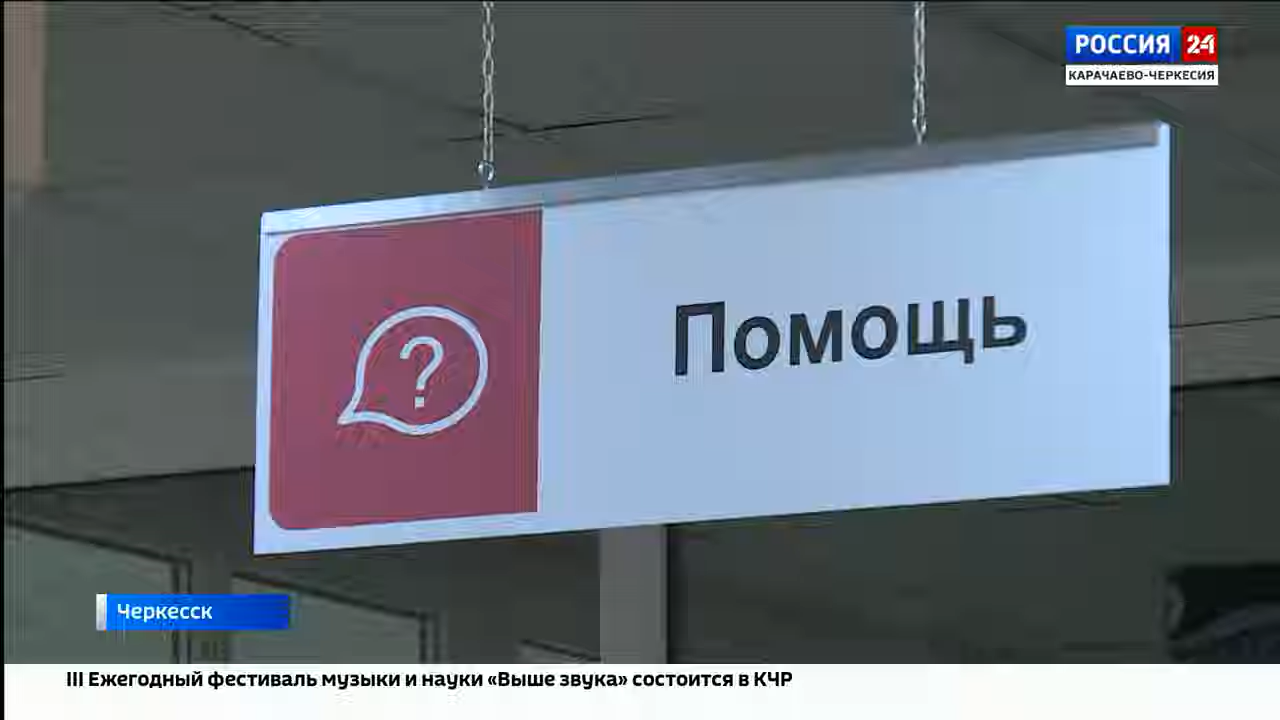 РОССИЯ 24
КАРАЧАЕВО-ЧЕРКЕСИЯ
?
Помощь
Черкесск
III Ежегодный фестиваль музыки и науки «Выше звука» состоится в КЧР